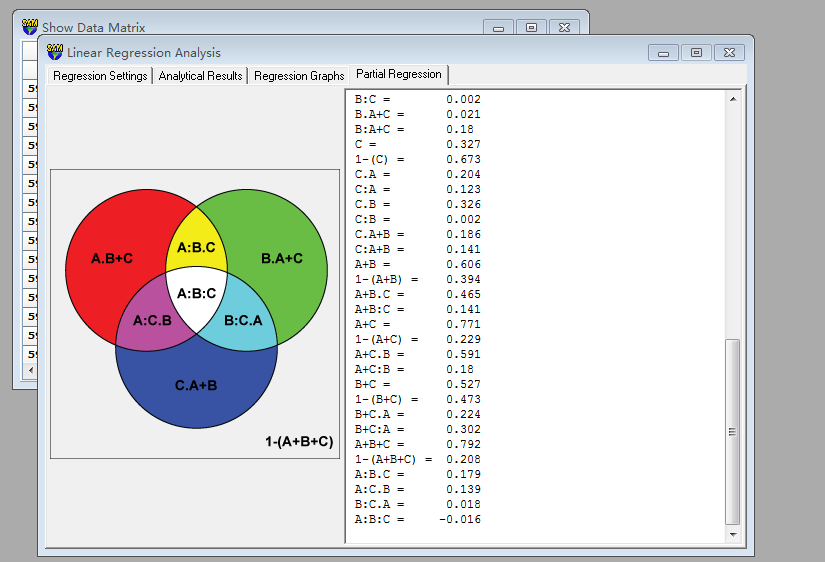 Show Data Matrix
Linear Regression Analysis
Regression Settings
Analytical Results
Regression Graphs
Partial Regression
A.B+C
A:B.C
B.A+C
A:B:C
A:C.B
B:C.A
C.A+B
1-(A+B+C)
B:C = 0.002
B.A+C = 0.021
B:A+C = 0.18
C = 0.327
1-(C) = 0.673
C.A = 0.204
C:A = 0.123
C.B = 0.326
C:B = 0.002
C.A+B = 0.186
C:A+B = 0.141
A+B = 0.606
1-(A+B) = 0.394
A+B.C = 0.465
A+B:C = 0.141
A+C = 0.771
1-(A+C) = 0.229
A+C.B = 0.591
A+C:B = 0.18
B+C = 0.527
1-(B+C) = 0.473
B+C.A = 0.224
B+C:A = 0.302
A+B+C = 0.792
1-(A+B+C) = 0.208
A:B.C = 0.179
A:C.B = 0.139
B:C.A = 0.018
A:B:C = -0.016